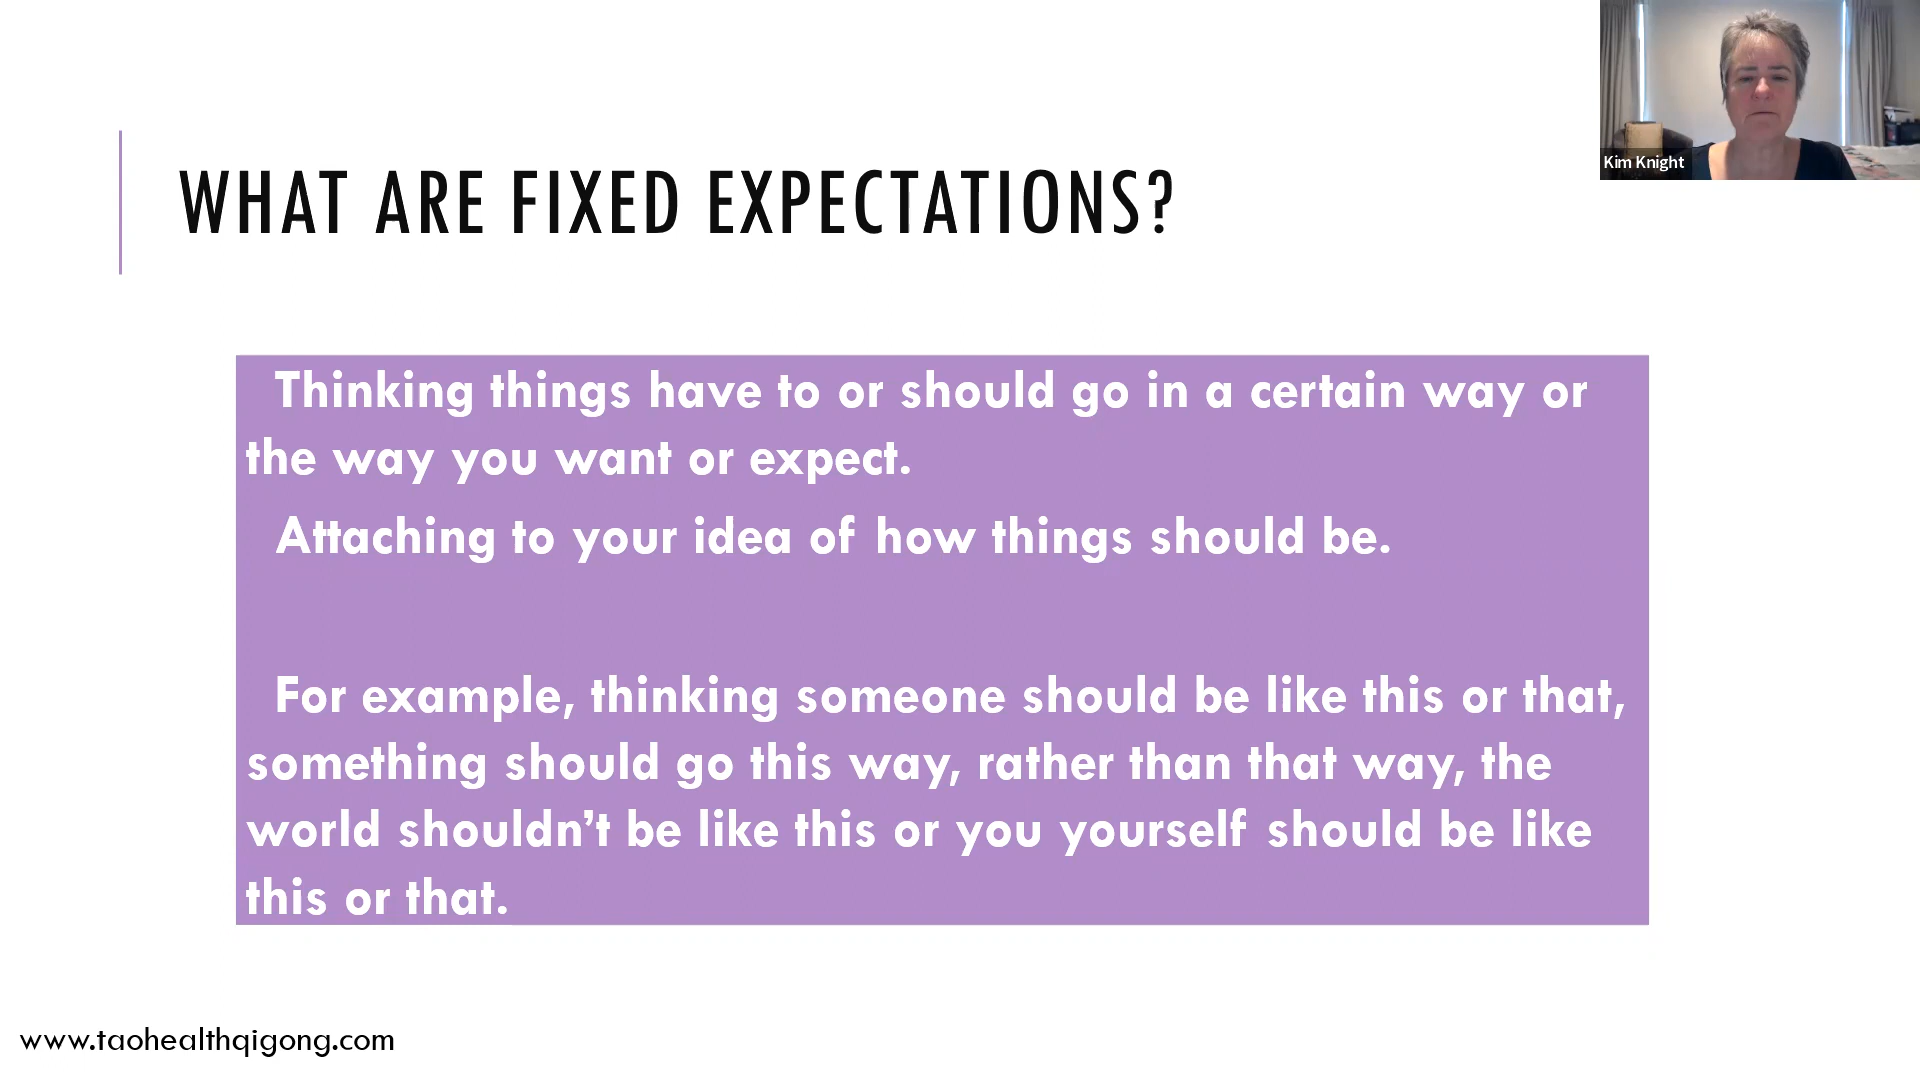 Kim Knight
WHAT ARE FIXED EXPECTATIONS?
Thinking things have to or should go in a certain way or
the way you want or expect.
Attaching to your idea of how things should be.
For example, thinking someone should be like this or that,
something should go this way, rather than that way, the
world shouldn’t be like this or you yourself should be like
this or that.
www.taohealthqigong.com